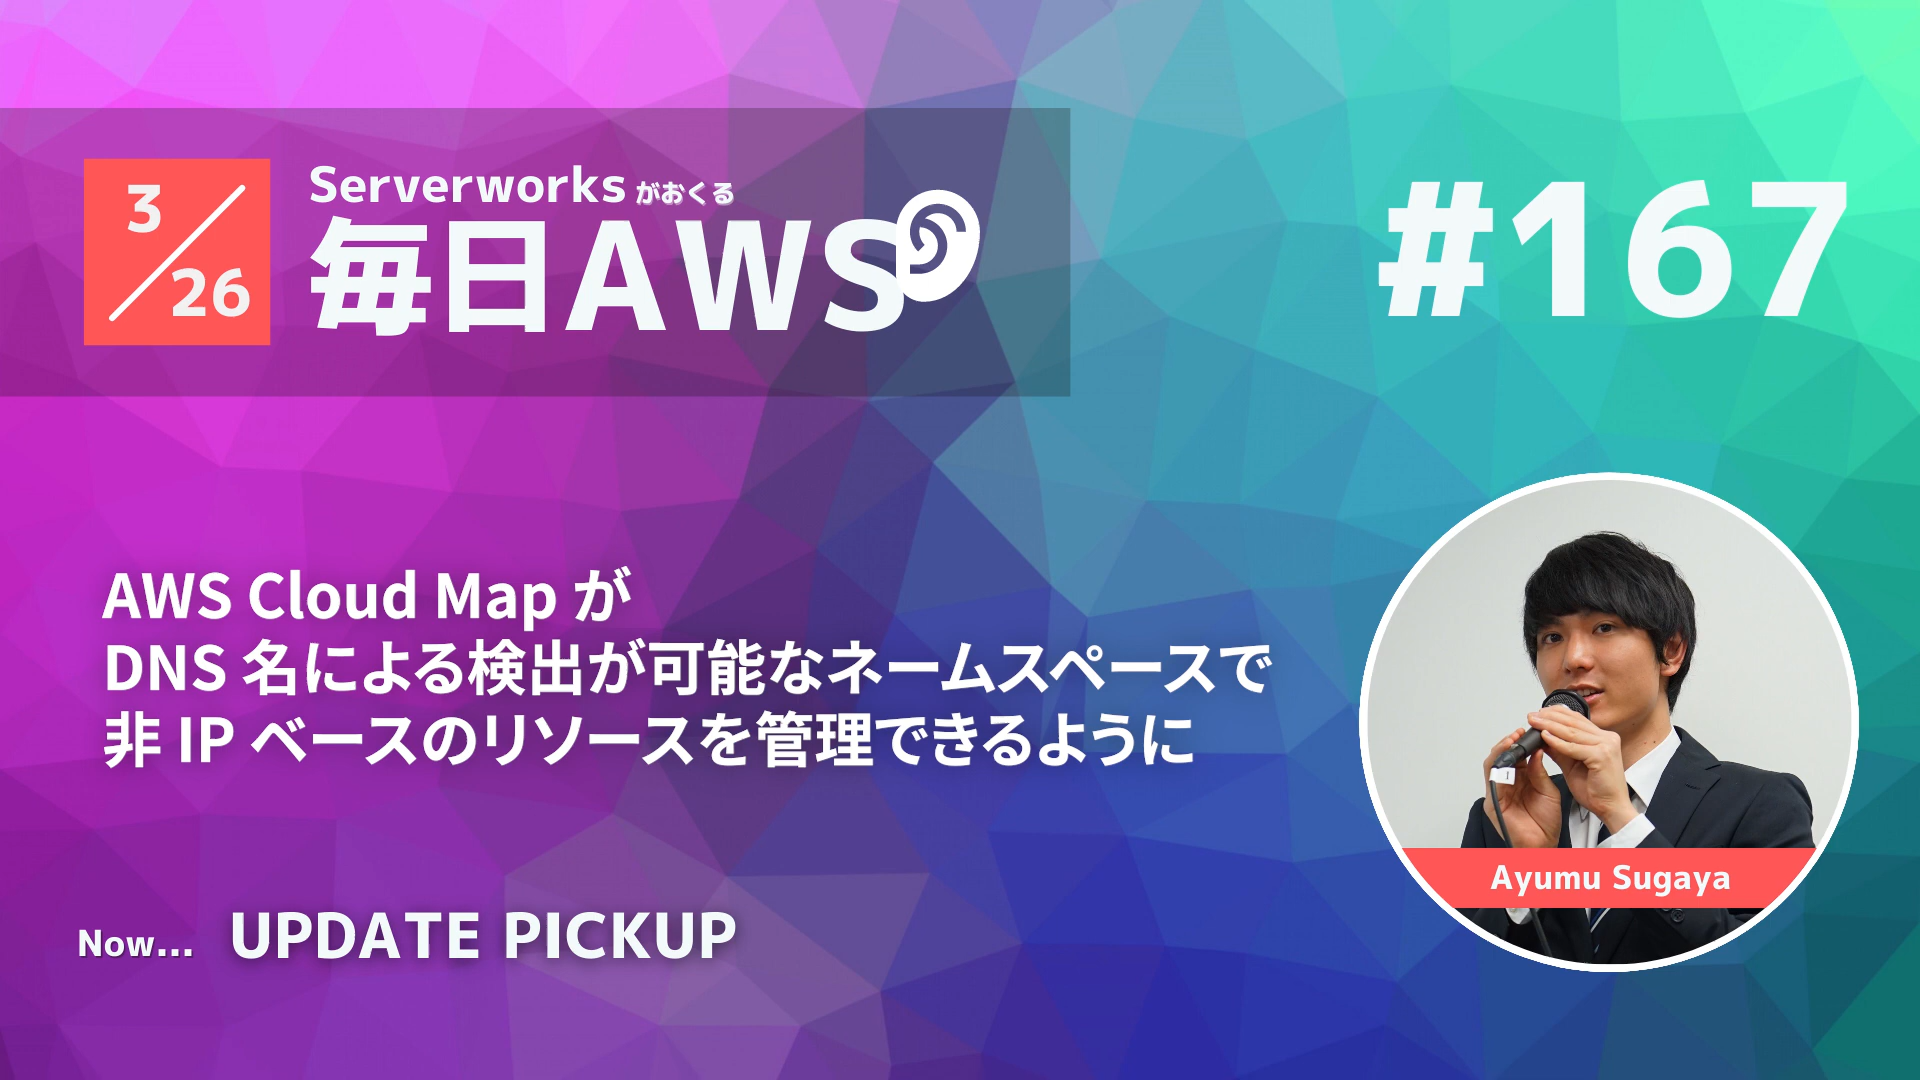 3/26
Serverworks がおくる
毎日AWS
#167
AWS Cloud Map が
DNS 名による検出が可能なネームスペースで
非 IP ベースのリソースを管理できるように
Ayumu Sugaya
Now... UPDATE PICKUP